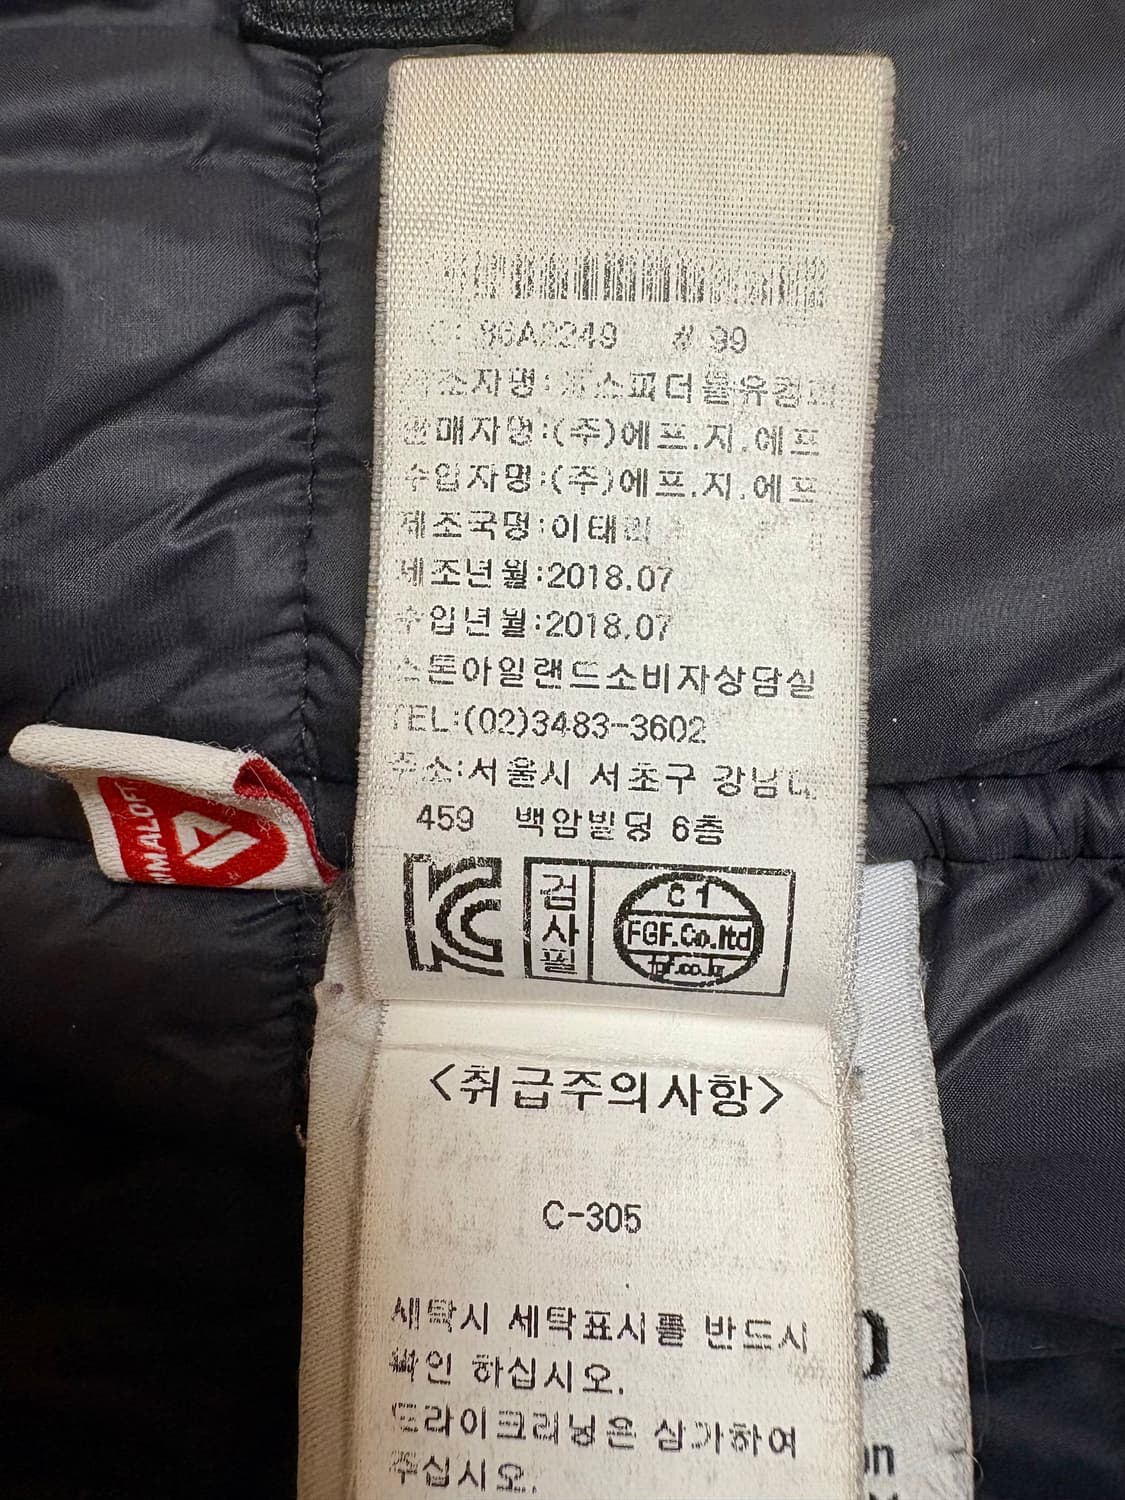 86A2249 # 99
제조자명:
판매자명:(주)에프.지.에프
수입자명:(주)에프.지.에프
제조국명:이태리
제조년월:2018.07
수입년월:2018.07
스톤아일랜드소비자상담실
TEL:(02)3483-3602
주소:서울시 서초구
459 백암빌딩 6층
검사필
C 1
FGF.Co.ltd
fgf.co.kr
<취급주의사항>
C-305
세탁시 세탁표시를 반드시
확인 하십시오.
드라이크리닝은 삼가하여
주십시오.